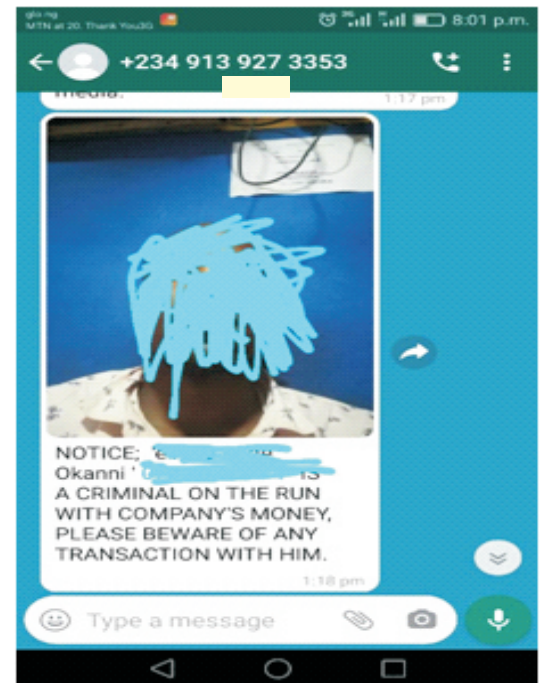 glo ng
MTN at 20. Thank You3G
8:01 p.m.
+234 913 927 3353
media.
1:17 pm
NOTICE;
Okanni ' IS
A CRIMINAL ON THE RUN
WITH COMPANY'S MONEY,
PLEASE BEWARE OF ANY
TRANSACTION WITH HIM.
1:18 pm
Type a message